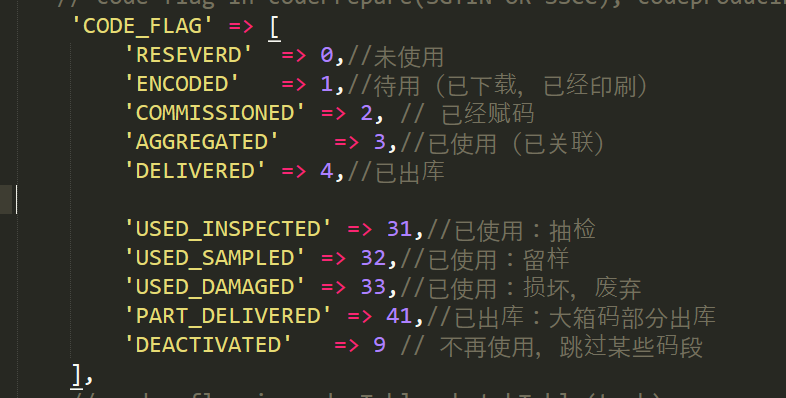 // code flag in coderPrepare(SGTIN OR SSCC),
'CODE_FLAG' => [
'RESEVERD' => 0,//未使用
'ENCODED' => 1,//待用（已下载，已经印刷）
'COMMISSIONED' => 2, // 已经赋码
'AGGREGATED' => 3,//已使用（已关联）
'DELIVERED' => 4,//已出库
'USED_INSPECTED' => 31,//已使用：抽检
'USED_SAMPLED' => 32,//已使用：留样
'USED_DAMAGED' => 33,//已使用：损坏，废弃
'PART_DELIVERED' => 41,//已出库：大箱码部分出库
'DEACTIVATED' => 9 // 不再使用，跳过某些码段
],